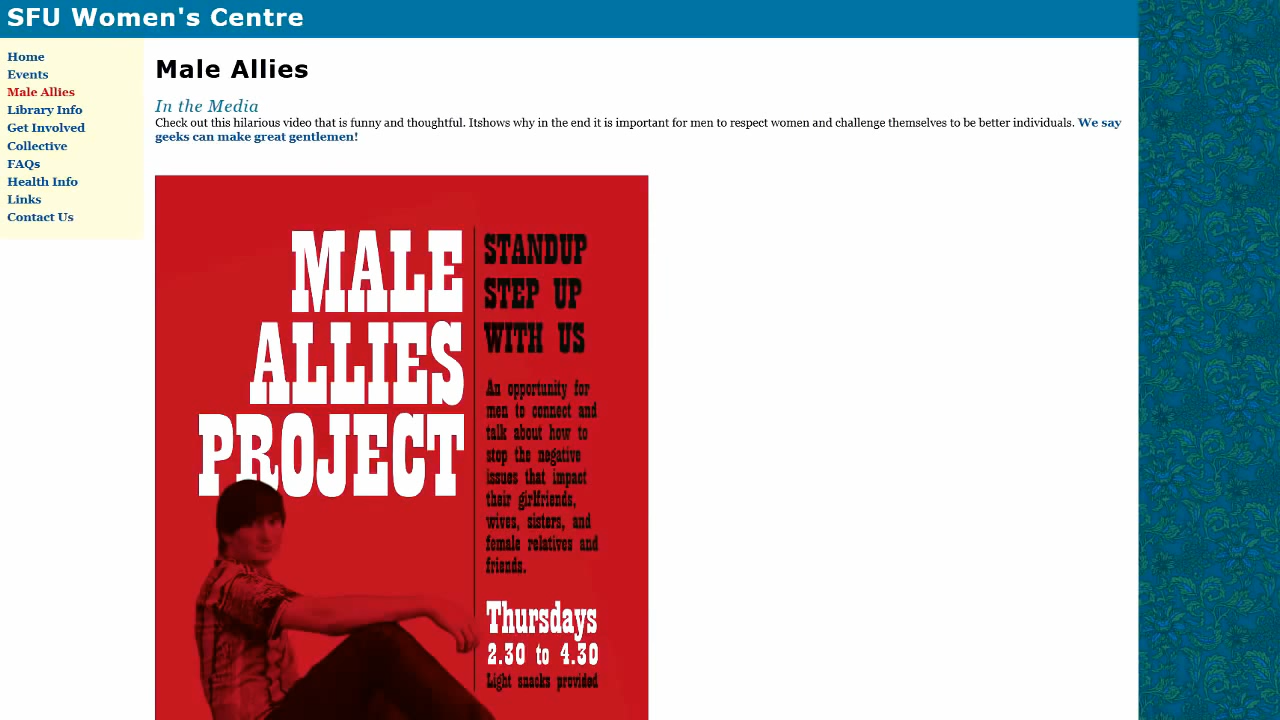 SFU Women's Centre
Home
Events
Male Allies
Library Info
Get Involved
Collective
FAQs
Health Info
Links
Contact Us
Male Allies
In the Media
Check out this hilarious video that is funny and thoughtful. Itshows why in the end it is important for men to respect women and challenge themselves to be better individuals. We say
geeks can make great gentlemen!
MALE
ALLIES
PROJECT
STANDUP
STEP UP
WITH US
An opportunity for
men to connect and
talk about how to
stop the negative
issues that impact
their girlfriends,
wives, sisters, and
female relatives and
friends.
Thursdays
2.30 to 4.30
Light snacks provided